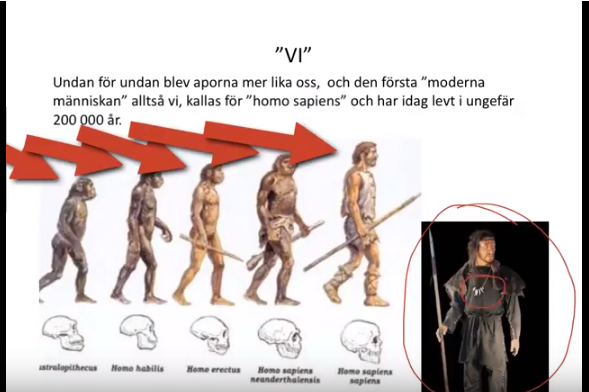 ”VI”
Undan för undan blev aporna mer lika oss, och den första ”moderna
människan” alltså vi, kallas för ”homo sapiens” och har idag levt i ungefär
200 000 år.
ıstralopithecus Homo habilis Homo erectus Homo sapiens neanderthalensis Homo sapiens sapiens